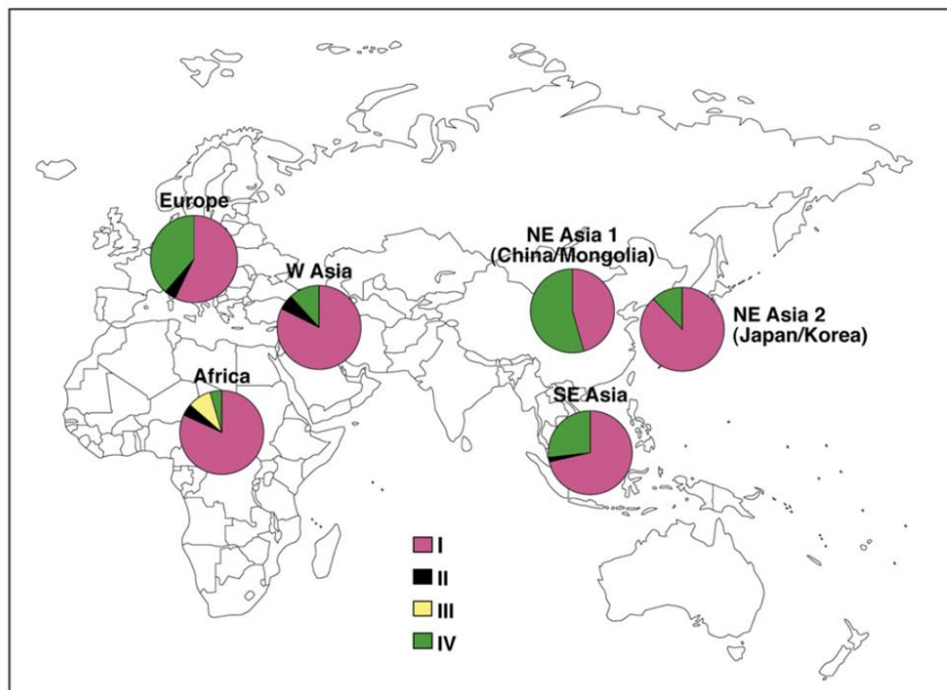 Europe
NE Asia 1
(China/Mongolia)
W Asia
NE Asia 2
(Japan/Korea)
Africa
SE Asia
I
II
III
IV